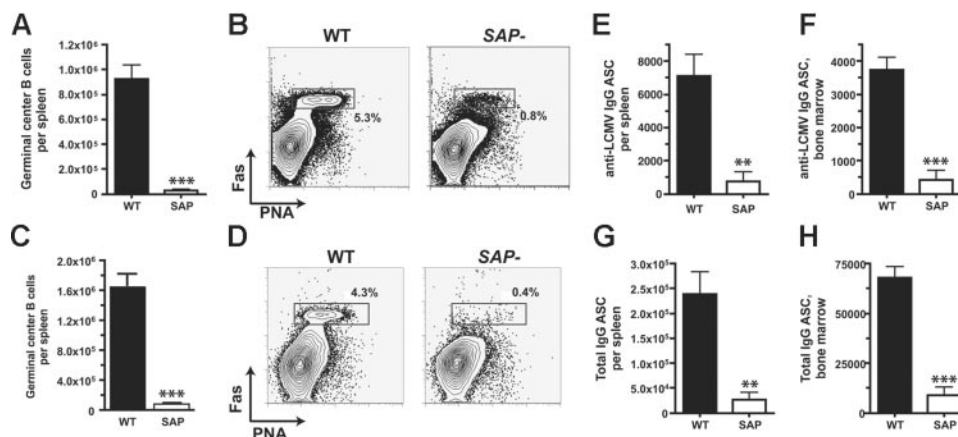 A
Germinal center B cells
per spleen
1.2x10⁶
1.0x10⁶
8.0x10⁵
6.0x10⁵
4.0x10⁵
2.0x10⁵
0
***
WT
SAP
B
WT
SAP-
5.3%
0.8%
Fas
PNA
C
Germinal center B cells
per spleen
2.0x10⁶
1.6x10⁶
1.2x10⁶
8.0x10⁵
4.0x10⁵
0
***
WT
SAP
D
WT
SAP-
4.3%
0.4%
Fas
PNA
E
anti-LCMV IgG ASC
per spleen
8000
6000
4000
2000
0
**
WT
SAP
F
anti-LCMV IgG ASC,
bone marrow
4000
3000
2000
1000
0
***
WT
SAP
G
Total IgG ASC
per spleen
3.0x10⁵
2.5x10⁵
2.0x10⁵
1.5x10⁵
1.0x10⁵
5.0x10⁴
0
**
WT
SAP
H
Total IgG ASC,
bone marrow
75000
50000
25000
0
***
WT
SAP